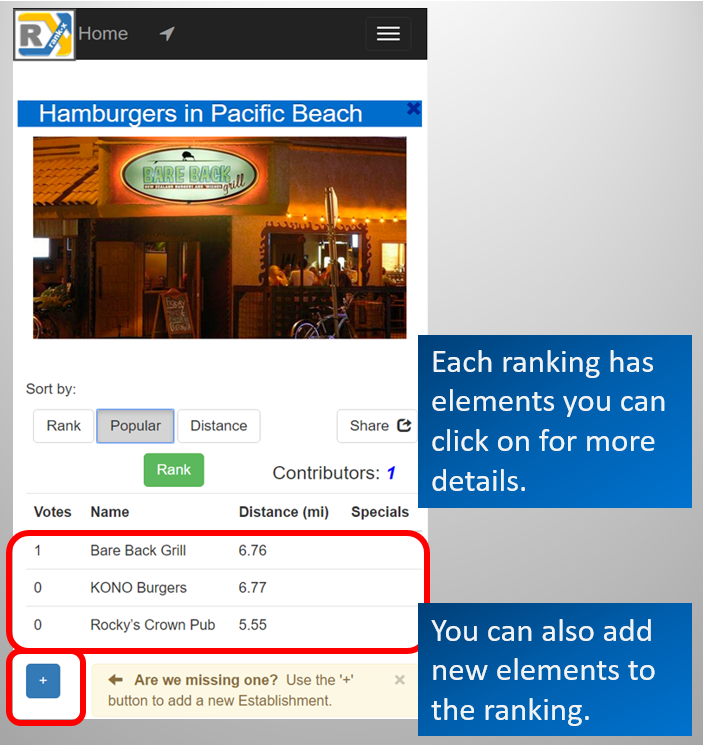 R
rank-x
Home
Hamburgers in Pacific Beach
BARE BACK
grill
NEW ZEALAND BURGERS AND
Sort by:
Rank Popular Distance Share
Rank Contributors: 1
Votes Name Distance (mi) Specials
1 Bare Back Grill 6.76
0 KONO Burgers 6.77
0 Rocky’s Crown Pub 5.55
+ Are we missing one? Use the '+'
button to add a new Establishment.
Each ranking has
elements you can
click on for more
details.
You can also add
new elements to
the ranking.